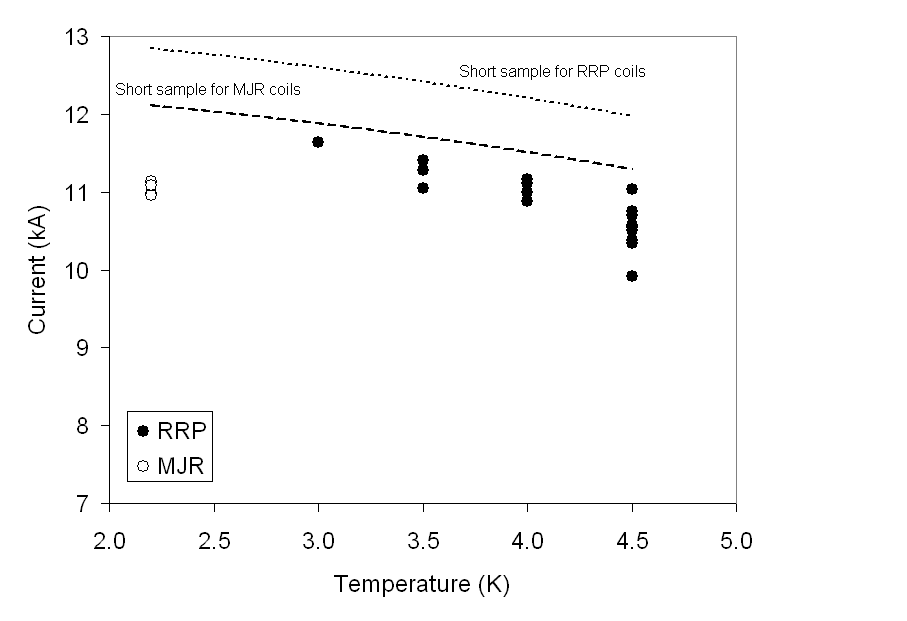 13
Short sample for RRP coils
Short sample for MJR coils
12
11
10
9
8
7
Current (kA)
RRP
MJR
2.0 2.5 3.0 3.5 4.0 4.5 5.0
Temperature (K)